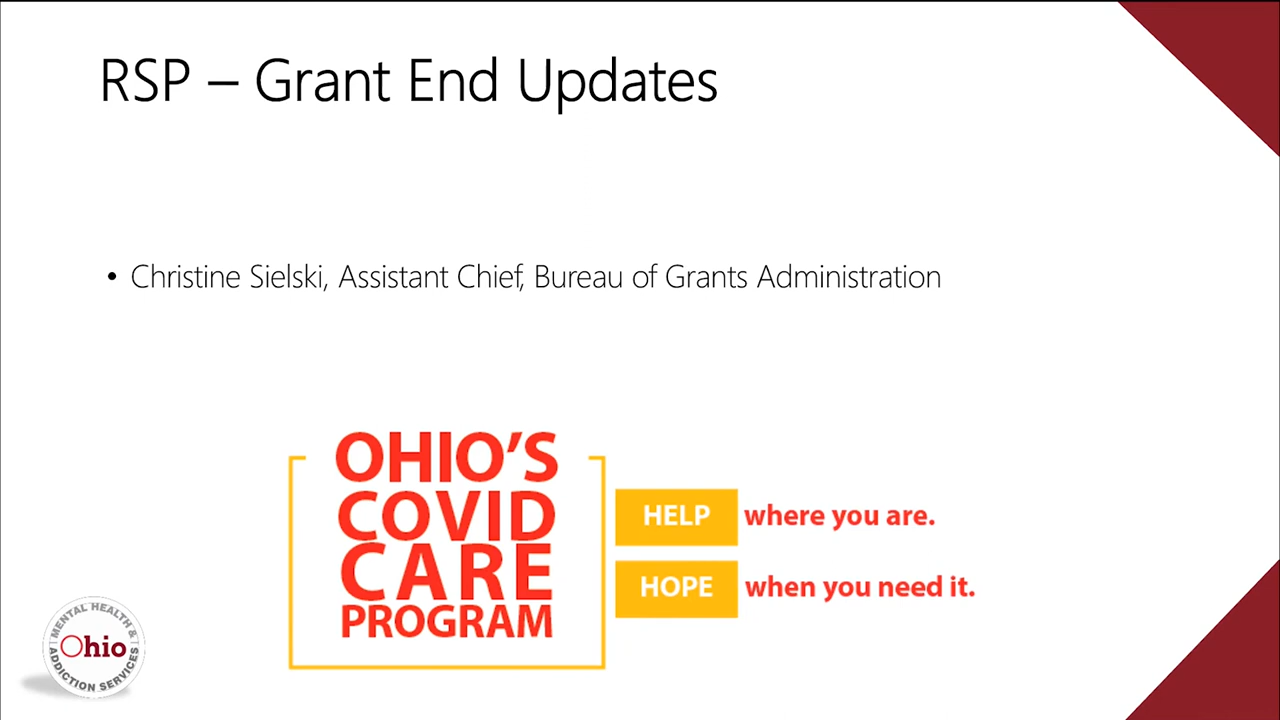 RSP – Grant End Updates
• Christine Sielski, Assistant Chief, Bureau of Grants Administration
OHIO'S
COVID
CARE
PROGRAM
HELP where you are.
HOPE when you need it.
MENTAL HEALTH &
Ohio
ADDICTION SERVICES